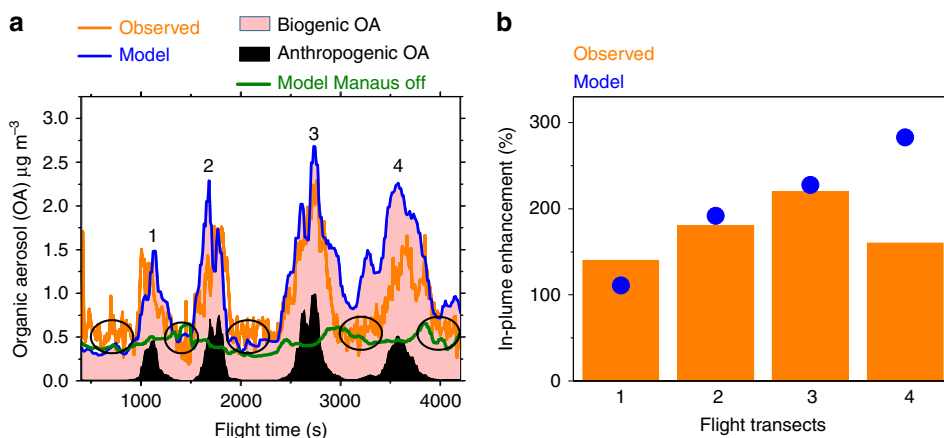 a
Observed
Model
Biogenic OA
Anthropogenic OA
Model Manaus off
Organic aerosol (OA) μg m⁻³
3.0
2.5
2.0
1.5
1.0
0.5
0.0
1
2
3
4
1000
2000
3000
4000
Flight time (s)
b
Observed
Model
In-plume enhancement (%)
300
200
100
0
1
2
3
4
Flight transects